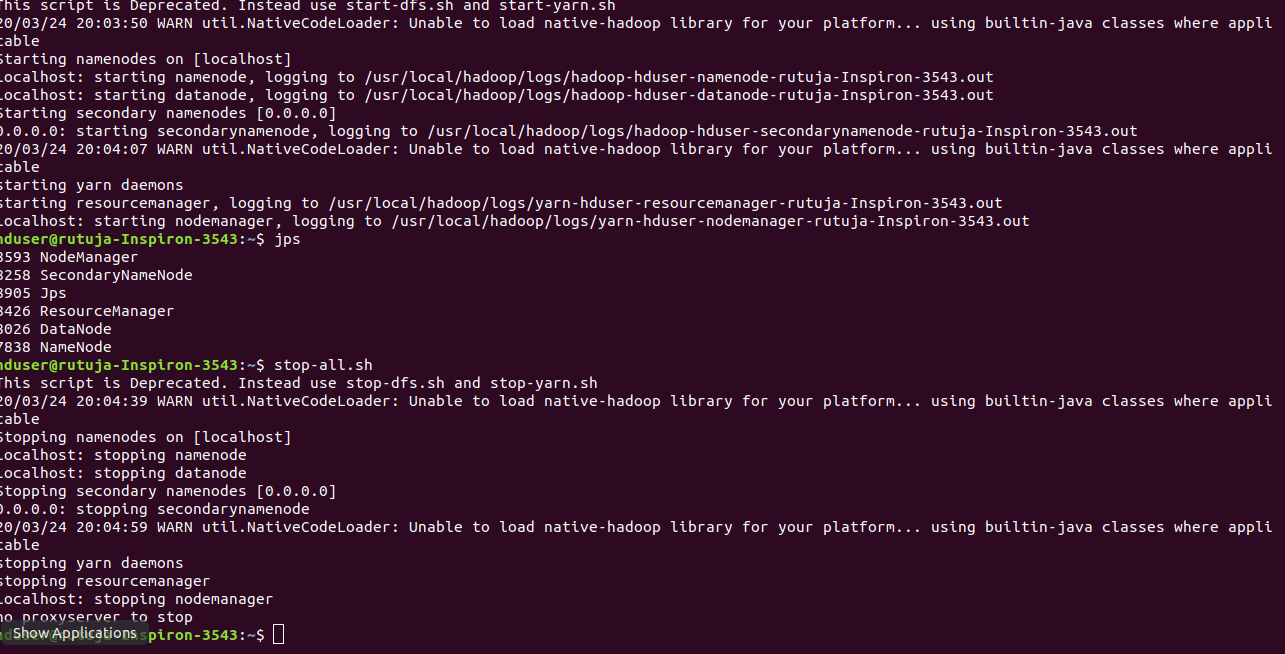 This script is Deprecated. Instead use start-dfs.sh and start-yarn.sh
20/03/24 20:03:50 WARN util.NativeCodeLoader: Unable to load native-hadoop library for your platform... using builtin-java classes where appli
cable
Starting namenodes on [localhost]
localhost: starting namenode, logging to /usr/local/hadoop/logs/hadoop-hduser-namenode-rutuja-Inspiron-3543.out
localhost: starting datanode, logging to /usr/local/hadoop/logs/hadoop-hduser-datanode-rutuja-Inspiron-3543.out
Starting secondary namenodes [0.0.0.0]
0.0.0.0: starting secondarynamenode, logging to /usr/local/hadoop/logs/hadoop-hduser-secondarynamenode-rutuja-Inspiron-3543.out
20/03/24 20:04:07 WARN util.NativeCodeLoader: Unable to load native-hadoop library for your platform... using builtin-java classes where appli
cable
starting yarn daemons
starting resourcemanager, logging to /usr/local/hadoop/logs/yarn-hduser-resourcemanager-rutuja-Inspiron-3543.out
localhost: starting nodemanager, logging to /usr/local/hadoop/logs/yarn-hduser-nodemanager-rutuja-Inspiron-3543.out
hduser@rutuja-Inspiron-3543:~$ jps
8593 NodeManager
8258 SecondaryNameNode
8905 Jps
8426 ResourceManager
8026 DataNode
7838 NameNode
hduser@rutuja-Inspiron-3543:~$ stop-all.sh
This script is Deprecated. Instead use stop-dfs.sh and stop-yarn.sh
20/03/24 20:04:39 WARN util.NativeCodeLoader: Unable to load native-hadoop library for your platform... using builtin-java classes where appli
cable
Stopping namenodes on [localhost]
localhost: stopping namenode
localhost: stopping datanode
Stopping secondary namenodes [0.0.0.0]
0.0.0.0: stopping secondarynamenode
20/03/24 20:04:59 WARN util.NativeCodeLoader: Unable to load native-hadoop library for your platform... using builtin-java classes where appli
cable
stopping yarn daemons
stopping resourcemanager
localhost: stopping nodemanager
no proxyserver to stop
Show Applications
spiron-3543:~$